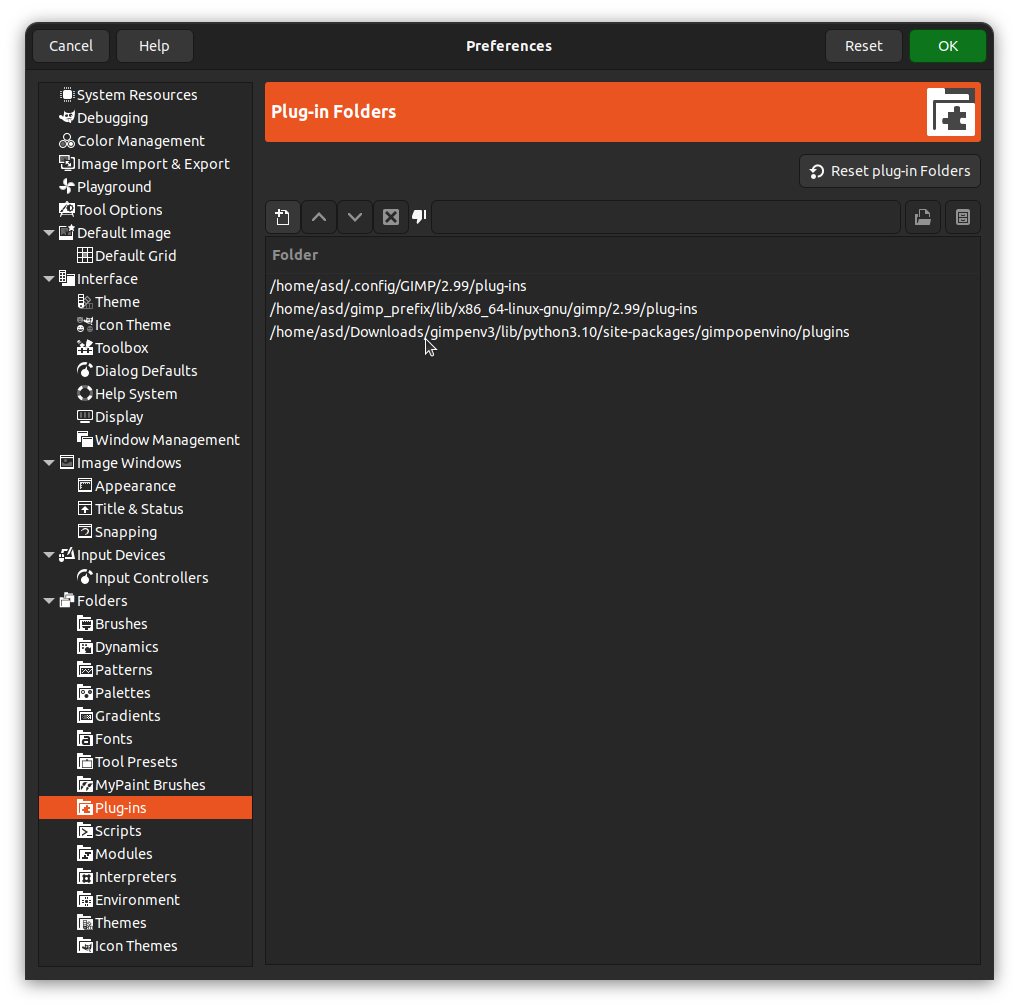 Cancel Help Preferences Reset OK
System Resources
Debugging
Color Management
Image Import & Export
Playground
Tool Options
Default Image
Default Grid
Interface
Theme
Icon Theme
Toolbox
Dialog Defaults
Help System
Display
Window Management
Image Windows
Appearance
Title & Status
Snapping
Input Devices
Input Controllers
Folders
Brushes
Dynamics
Patterns
Palettes
Gradients
Fonts
Tool Presets
MyPaint Brushes
Plug-ins
Scripts
Modules
Interpreters
Environment
Themes
Icon Themes
Plug-in Folders
Reset plug-in Folders
Folder
/home/asd/.config/GIMP/2.99/plug-ins
/home/asd/gimp_prefix/lib/x86_64-linux-gnu/gimp/2.99/plug-ins
/home/asd/Downloads/gimpenv3/lib/python3.10/site-packages/gimpopenvino/plugins